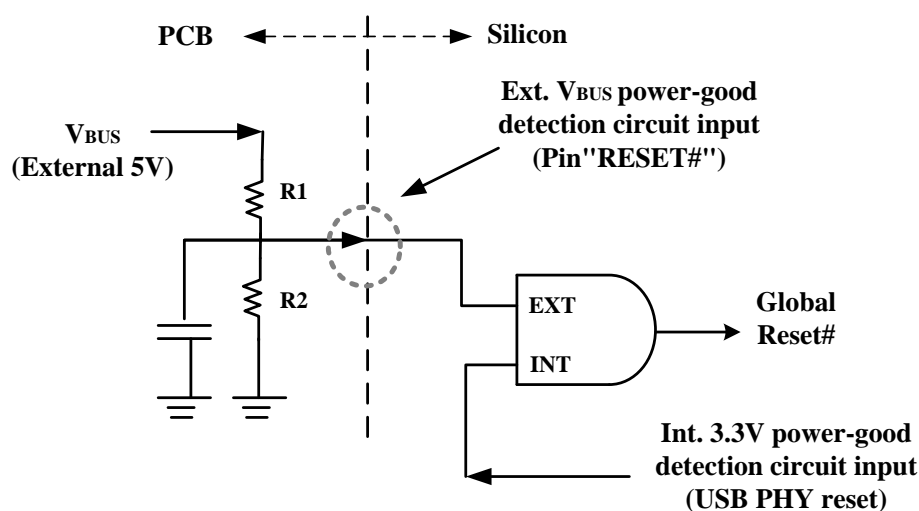 PCB
Silicon
Ext. VBUS power-good
detection circuit input
(Pin"RESET#")
VBUS
(External 5V)
R1
R2
EXT
INT
Global
Reset#
Int. 3.3V power-good
detection circuit input
(USB PHY reset)